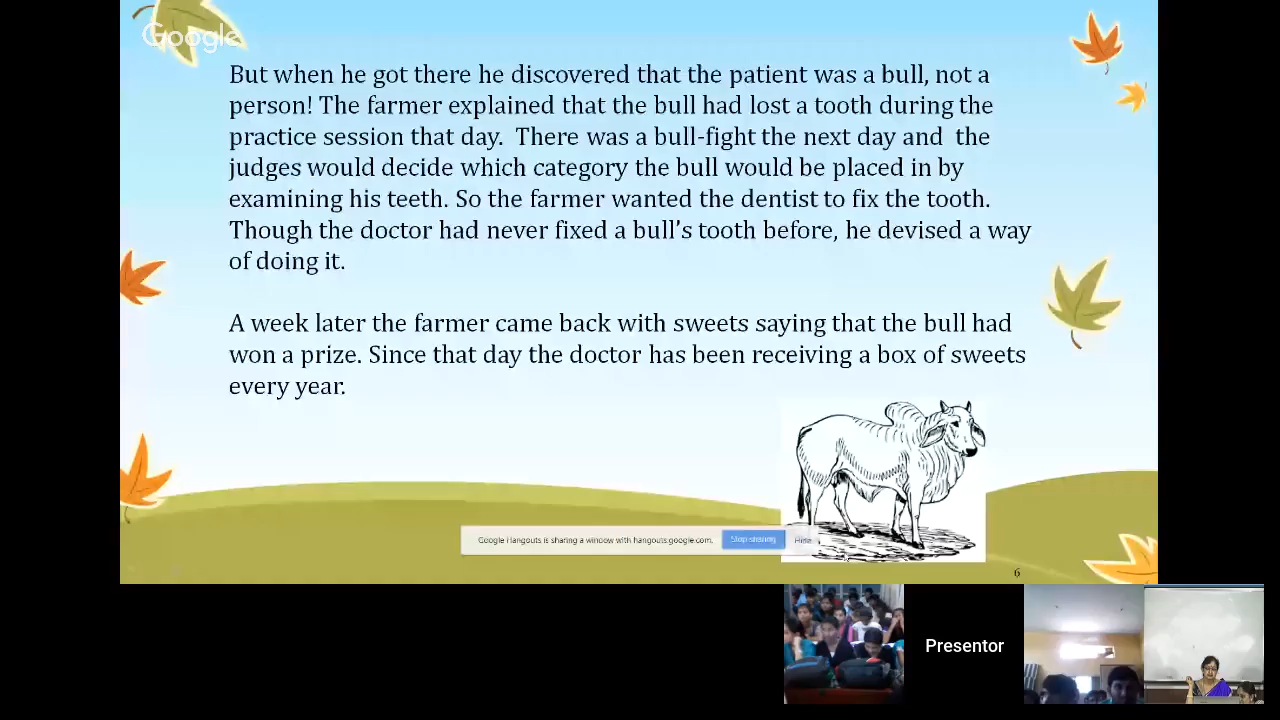 Google
But when he got there he discovered that the patient was a bull, not a
person! The farmer explained that the bull had lost a tooth during the
practice session that day.  There was a bull-fight the next day and  the
judges would decide which category the bull would be placed in by
examining his teeth. So the farmer wanted the dentist to fix the tooth.
Though the doctor had never fixed a bull's tooth before, he devised a way
of doing it.
A week later the farmer came back with sweets saying that the bull had
won a prize. Since that day the doctor has been receiving a box of sweets
every year.
Google Hangouts is sharing a window with hangouts.google.com. Stop sharing Hide
6
Presentor